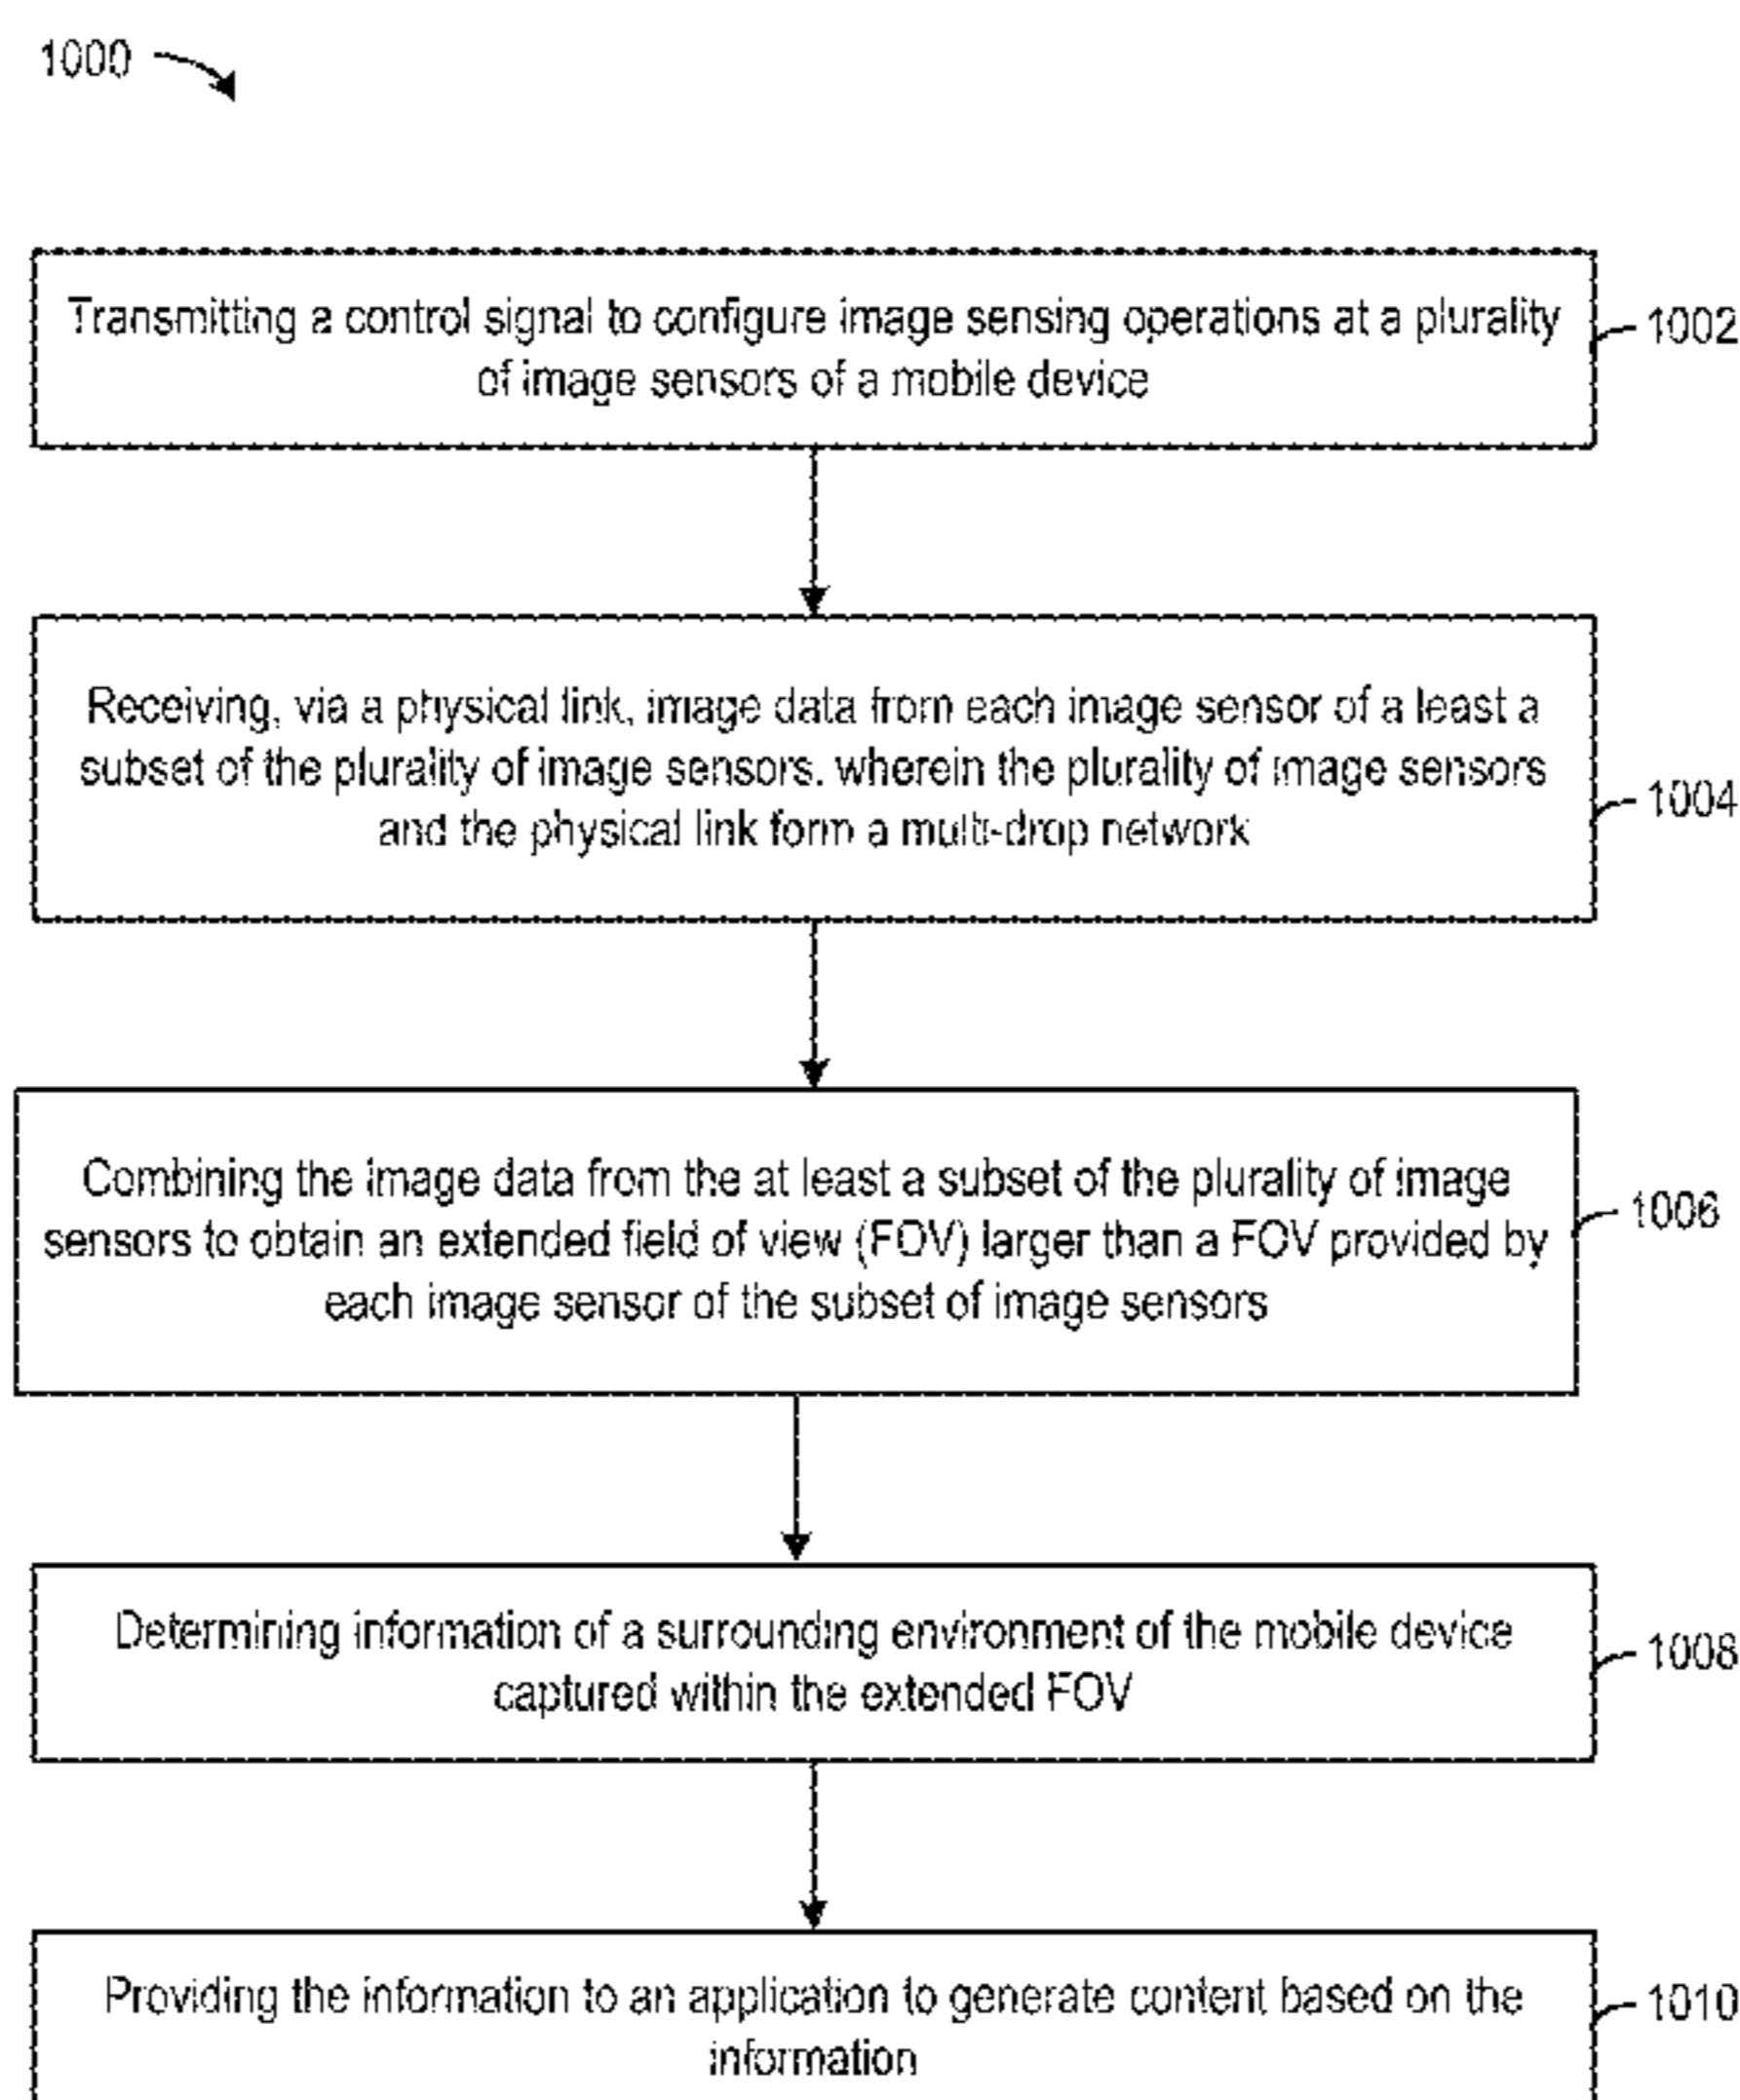 1000
Transmitting a control signal to configure image sensing operations at a plurality
of image sensors of a mobile device
1002
Receiving, via a physical link, image data from each image sensor of a least a
subset of the plurality of image sensors, wherein the plurality of image sensors
and the physical link form a multi-drop network
1004
Combining the image data from the at least a subset of the plurality of image
sensors to obtain an extended field of view (FOV) larger than a FOV provided by
each image sensor of the subset of image sensors
1006
Determining information of a surrounding environment of the mobile device
captured within the extended FOV
1008
Providing the information to an application to generate content based on the
information
1010